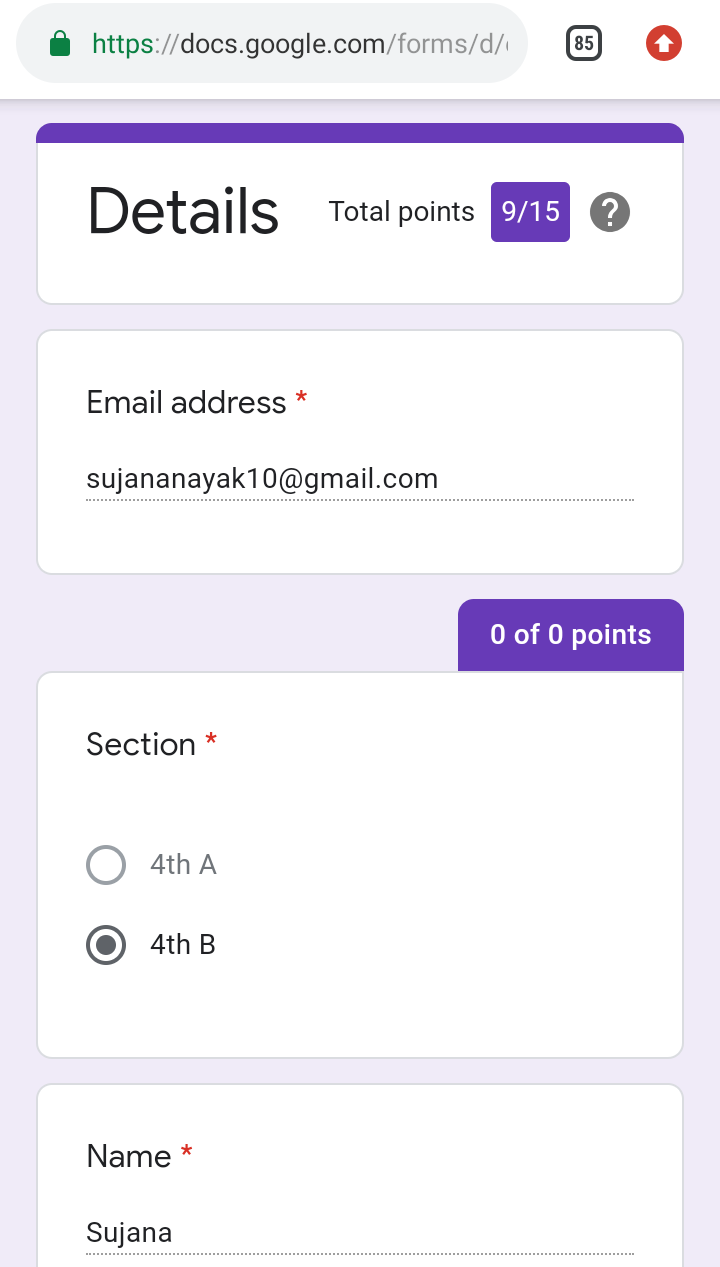 https://docs.google.com/forms/d/
85
Details
Total points 9/15
?
Email address *
sujananayak10@gmail.com
0 of 0 points
Section *
4th A
4th B
Name *
Sujana